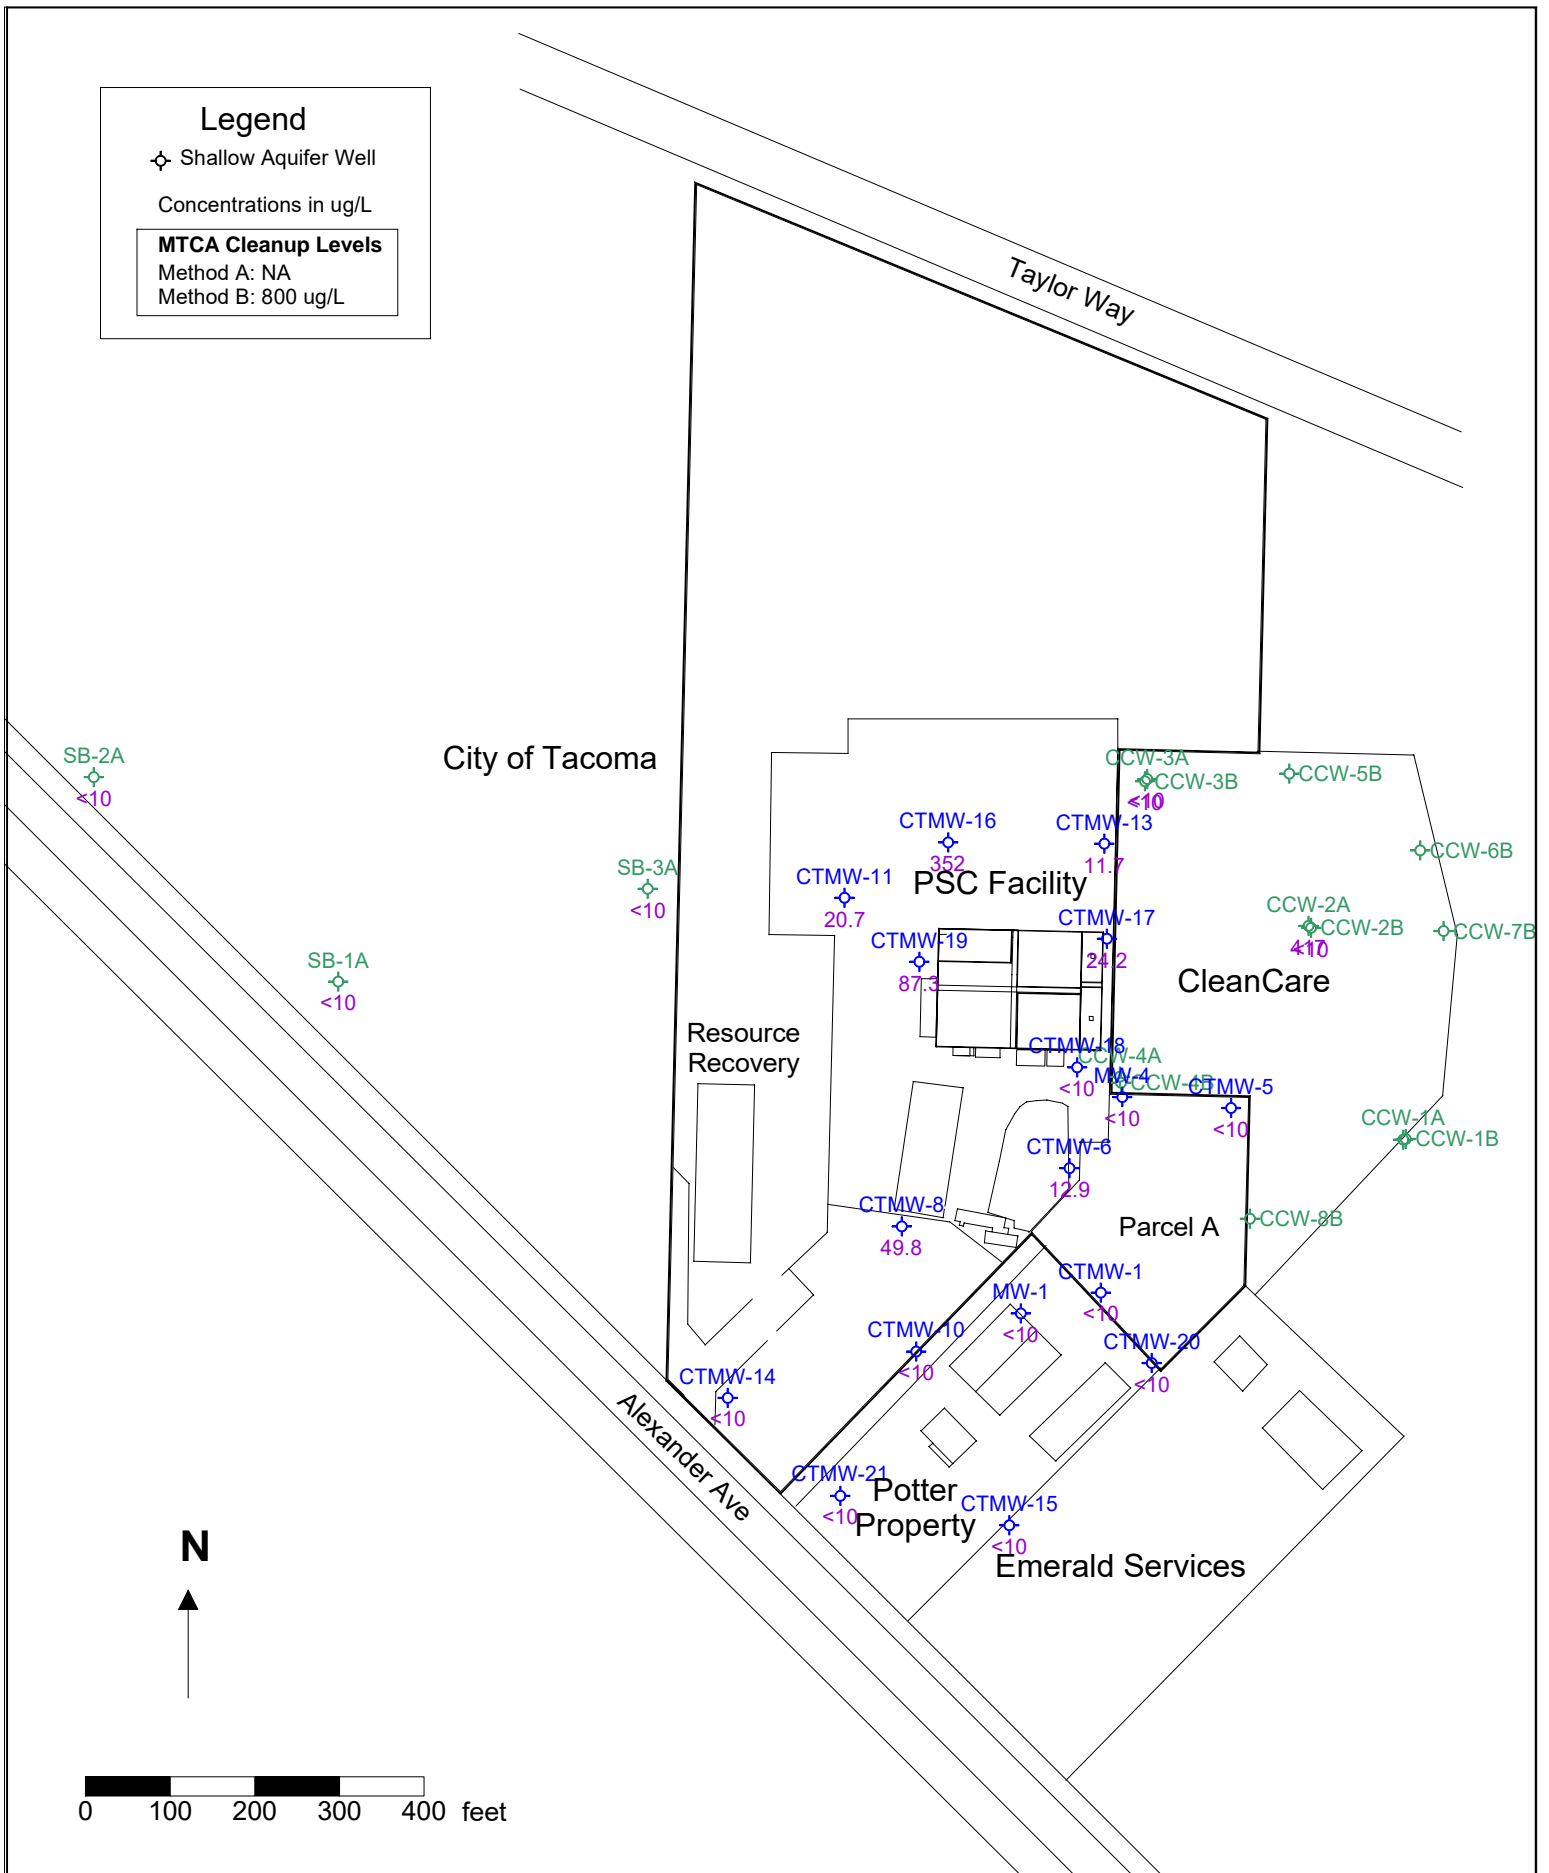 Legend
Shallow Aquifer Well
Concentrations in ug/L
MTCA Cleanup Levels
Method A: NA
Method B: 800 ug/L
Taylor Way
City of Tacoma
SB-2A
<10
SB-3A
<10
SB-1A
<10
CCW-3A
CCW-3B
<10
<10
CCW-5B
CCW-6B
CTMW-16
352
CTMW-13
11.7
PSC Facility
CTMW-11
20.7
CTMW-17
24.2
CTMW-19
87.3
CCW-2A
CCW-2B
417
<10
CCW-7B
CleanCare
Resource
Recovery
CTMW-18
<10
CCW-4A
MW-4
CCW-4B
<10
CTMW-5
<10
CCW-1A
CCW-1B
CTMW-6
12.9
CTMW-8
49.8
CCW-8B
Parcel A
CTMW-1
<10
MW-1
<10
CTMW-10
<10
CTMW-20
<10
CTMW-14
<10
Alexander Ave
CTMW-21
<10
Potter
Property
CTMW-15
<10
Emerald Services
N
0 100 200 300 400 feet